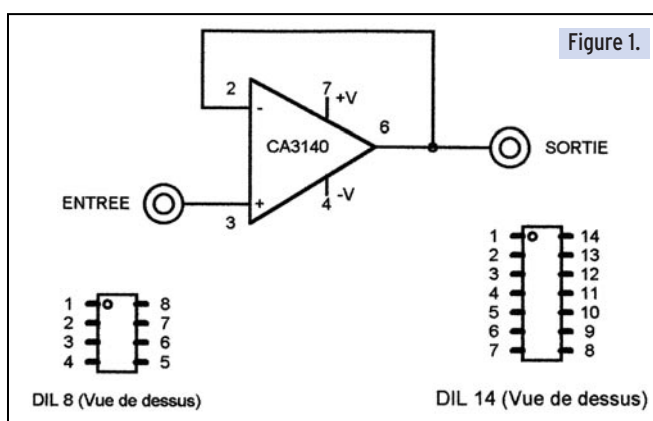 Figure 1.
2
-
7
+V
6
CA3140
SORTIE
ENTREE
+
3
4
-V
1 14
2 13
3 12
4 11
5 10
6 9
7 8
DIL 14 (Vue de dessus)
1 8
2 7
3 6
4 5
DIL 8 (Vue de dessus)